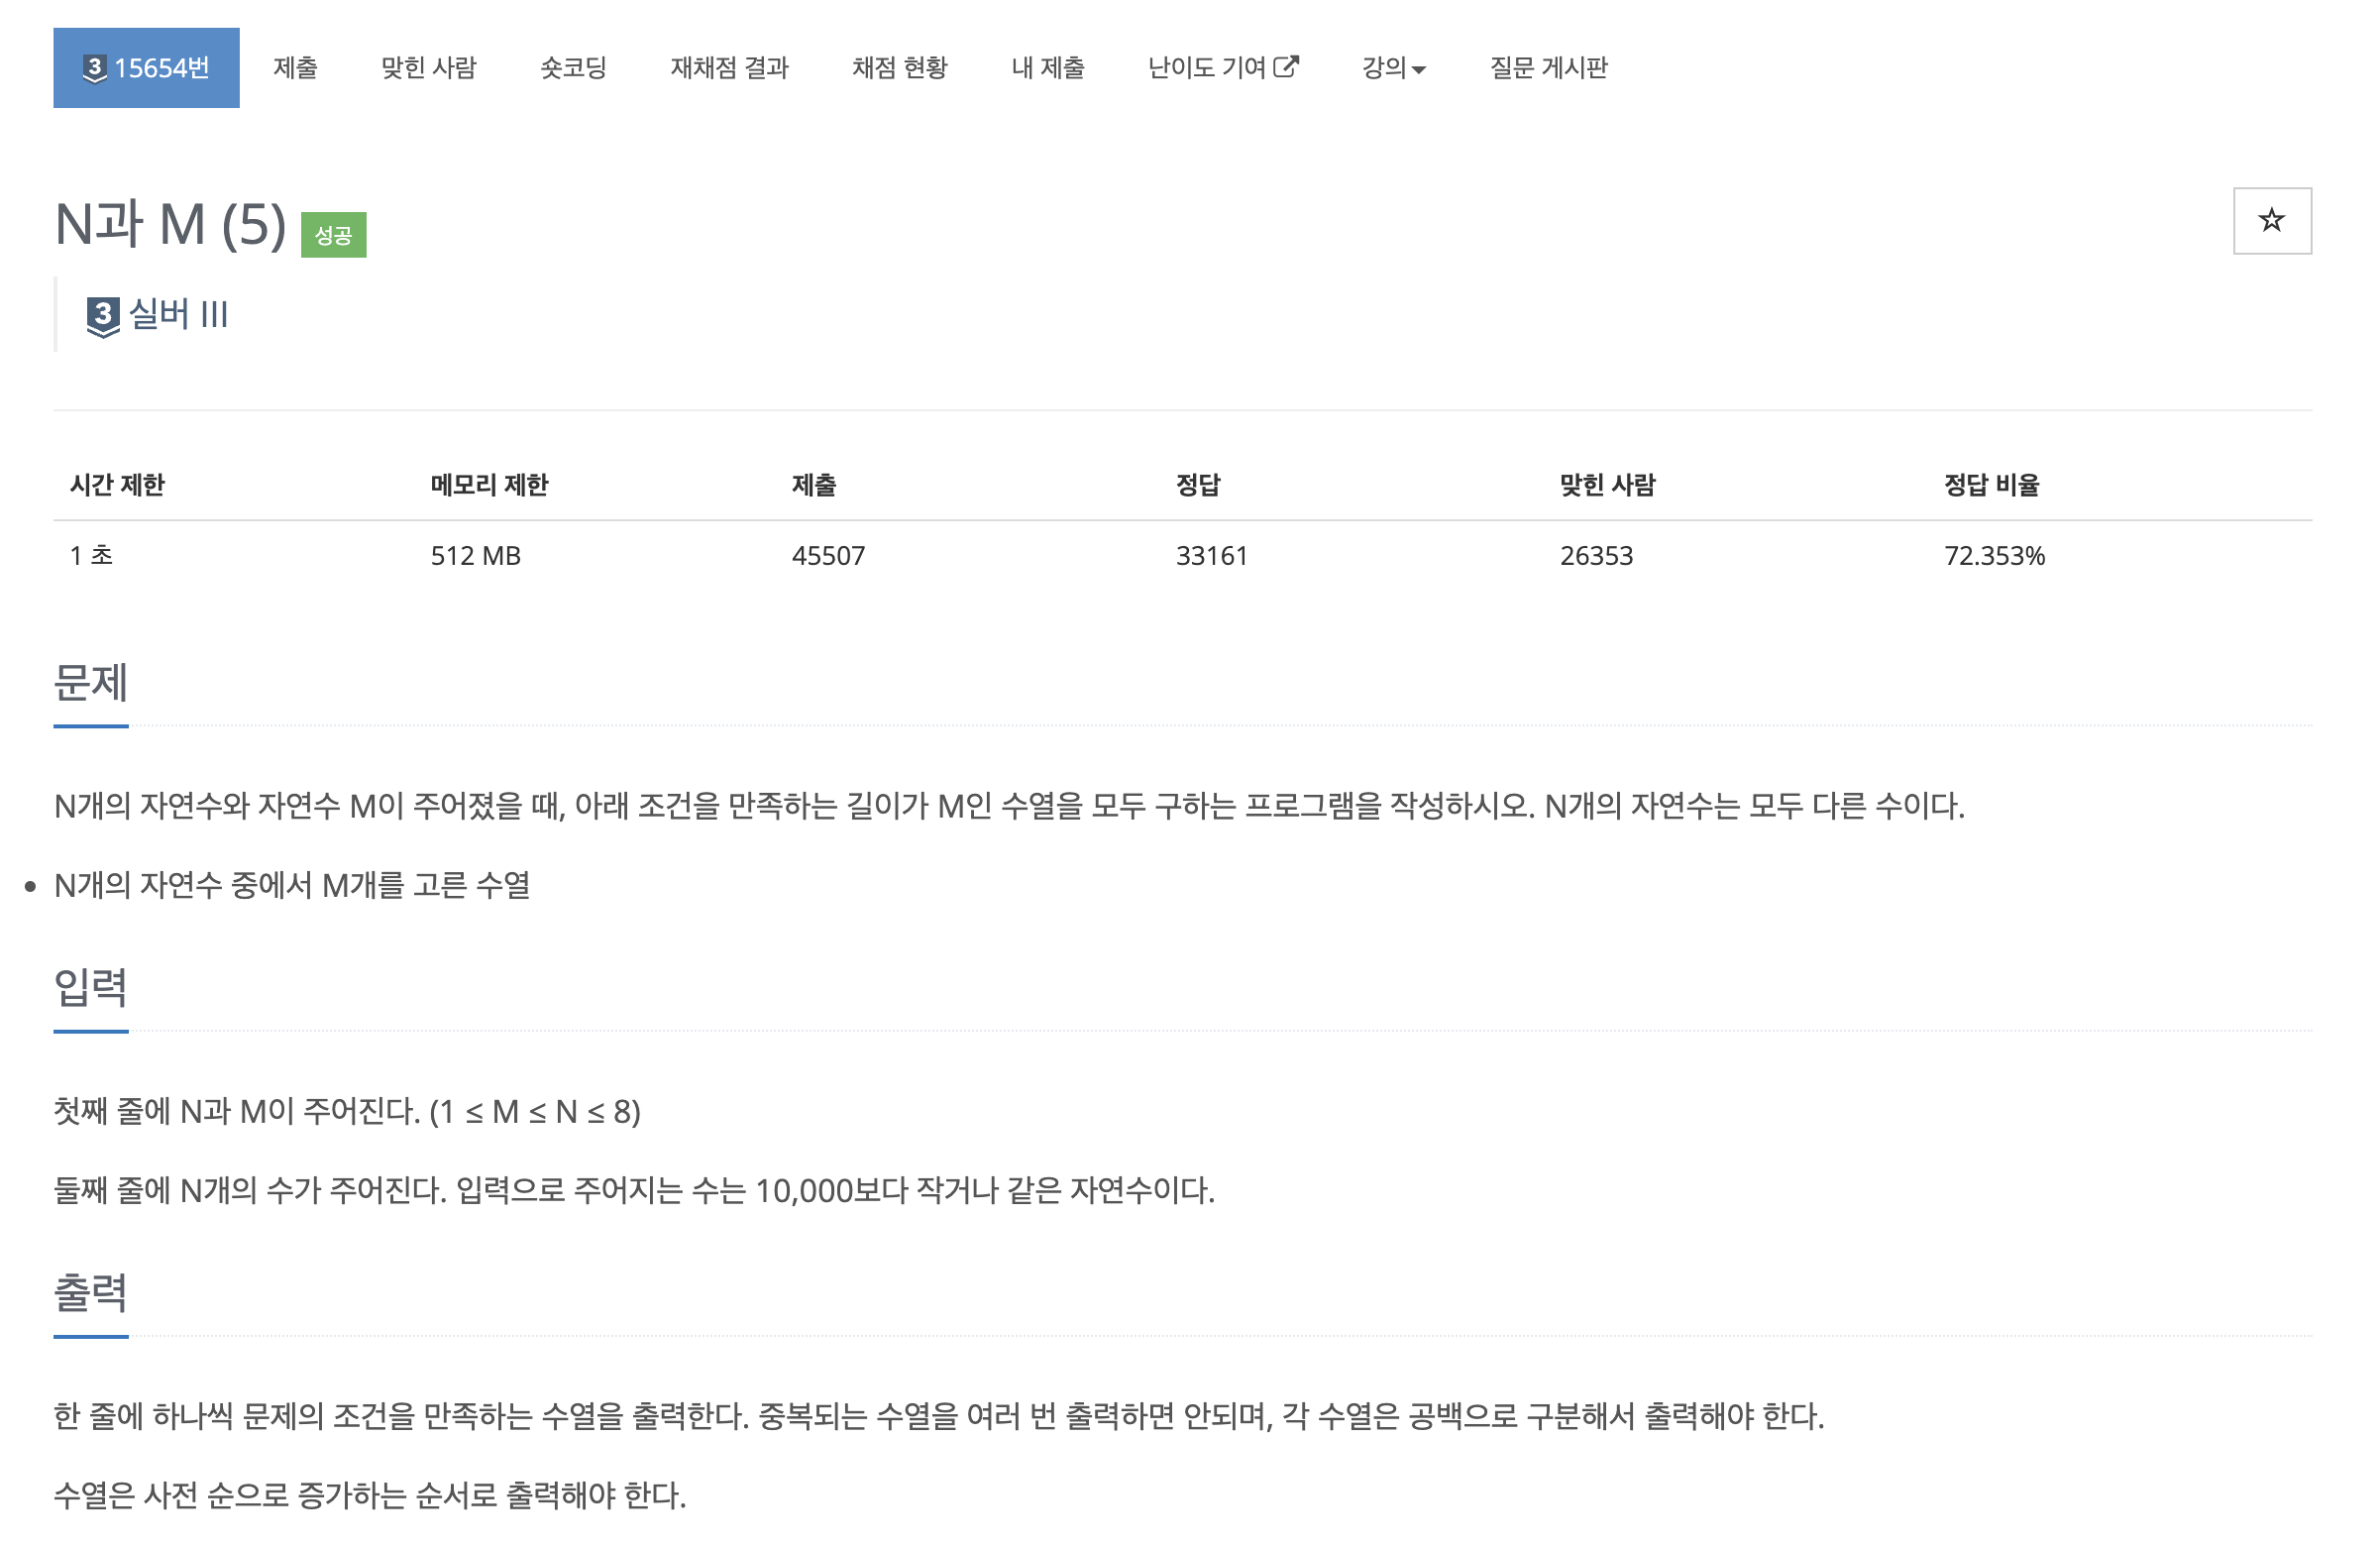 3 15654번 제출 맞힌 사람 숏코딩 재채점 결과 채점 현황 내 제출 난이도 기여 강의 질문 게시판
N과 M (5) 성공
3 실버 III
시간 제한 메모리 제한 제출 정답 맞힌 사람 정답 비율
1 초 512 MB 45507 33161 26353 72.353%
문제
N개의 자연수와 자연수 M이 주어졌을 때, 아래 조건을 만족하는 길이가 M인 수열을 모두 구하는 프로그램을 작성하시오. N개의 자연수는 모두 다른 수이다.
• N개의 자연수 중에서 M개를 고른 수열
입력
첫째 줄에 N과 M이 주어진다. (1 ≤ M ≤ N ≤ 8)
둘째 줄에 N개의 수가 주어진다. 입력으로 주어지는 수는 10,000보다 작거나 같은 자연수이다.
출력
한 줄에 하나씩 문제의 조건을 만족하는 수열을 출력한다. 중복되는 수열을 여러 번 출력하면 안되며, 각 수열은 공백으로 구분해서 출력해야 한다.
수열은 사전 순으로 증가하는 순서로 출력해야 한다.